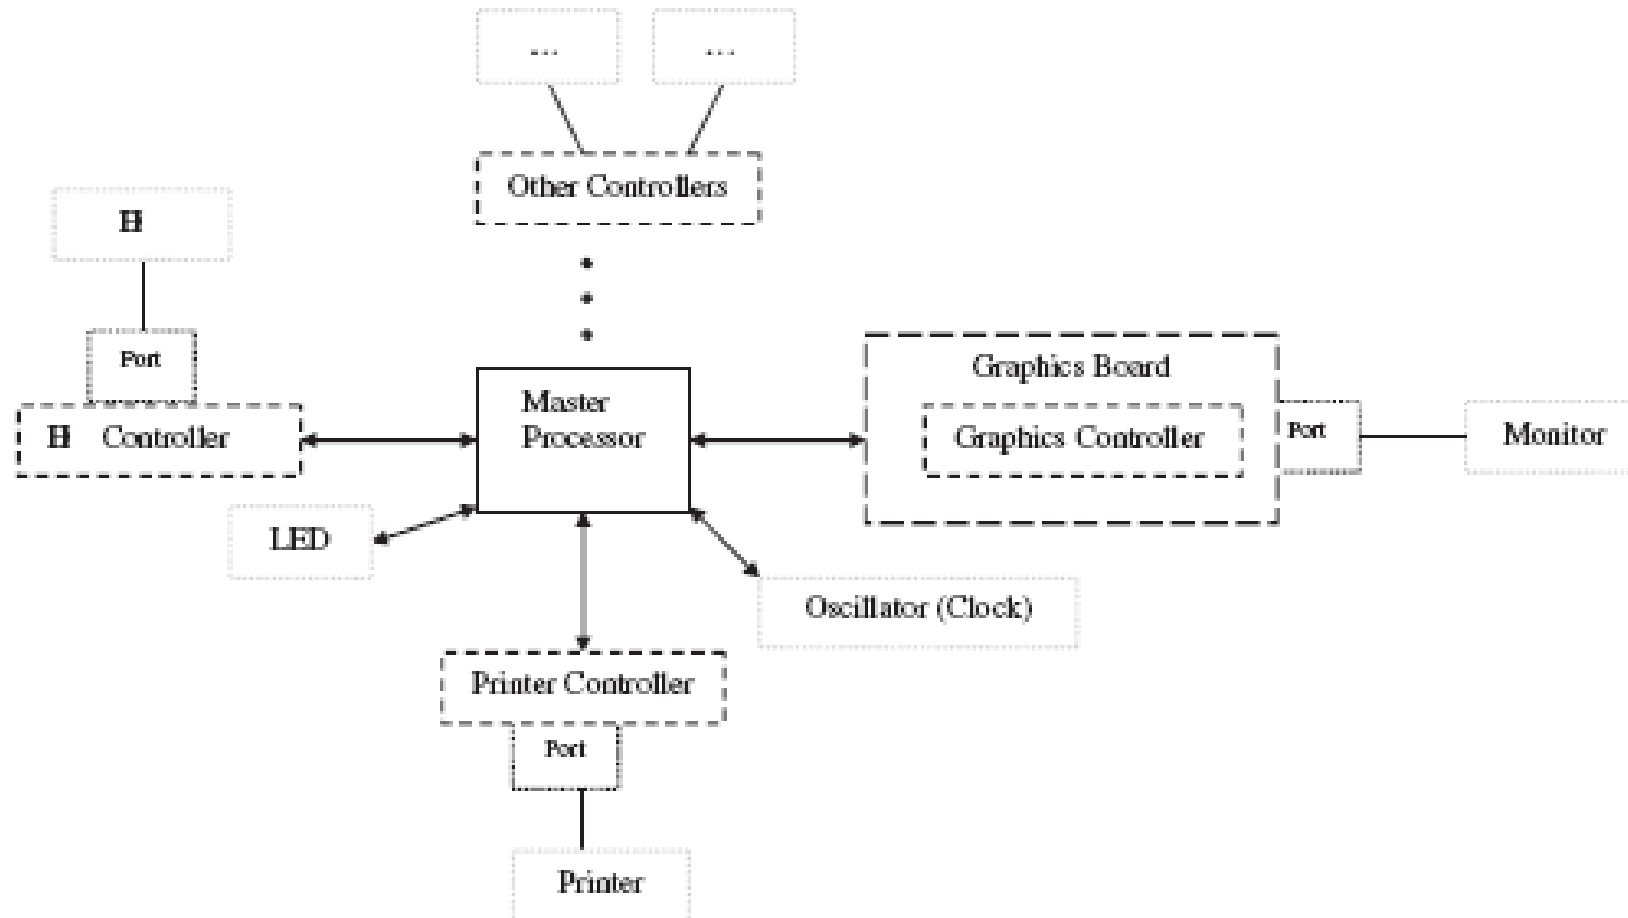 ...
...
Other Controllers
Port
Graphics Board
Master
Processor
Controller
Graphics Controller
Port
Monitor
LED
Oscillator (Clock)
Printer Controller
Port
Printer